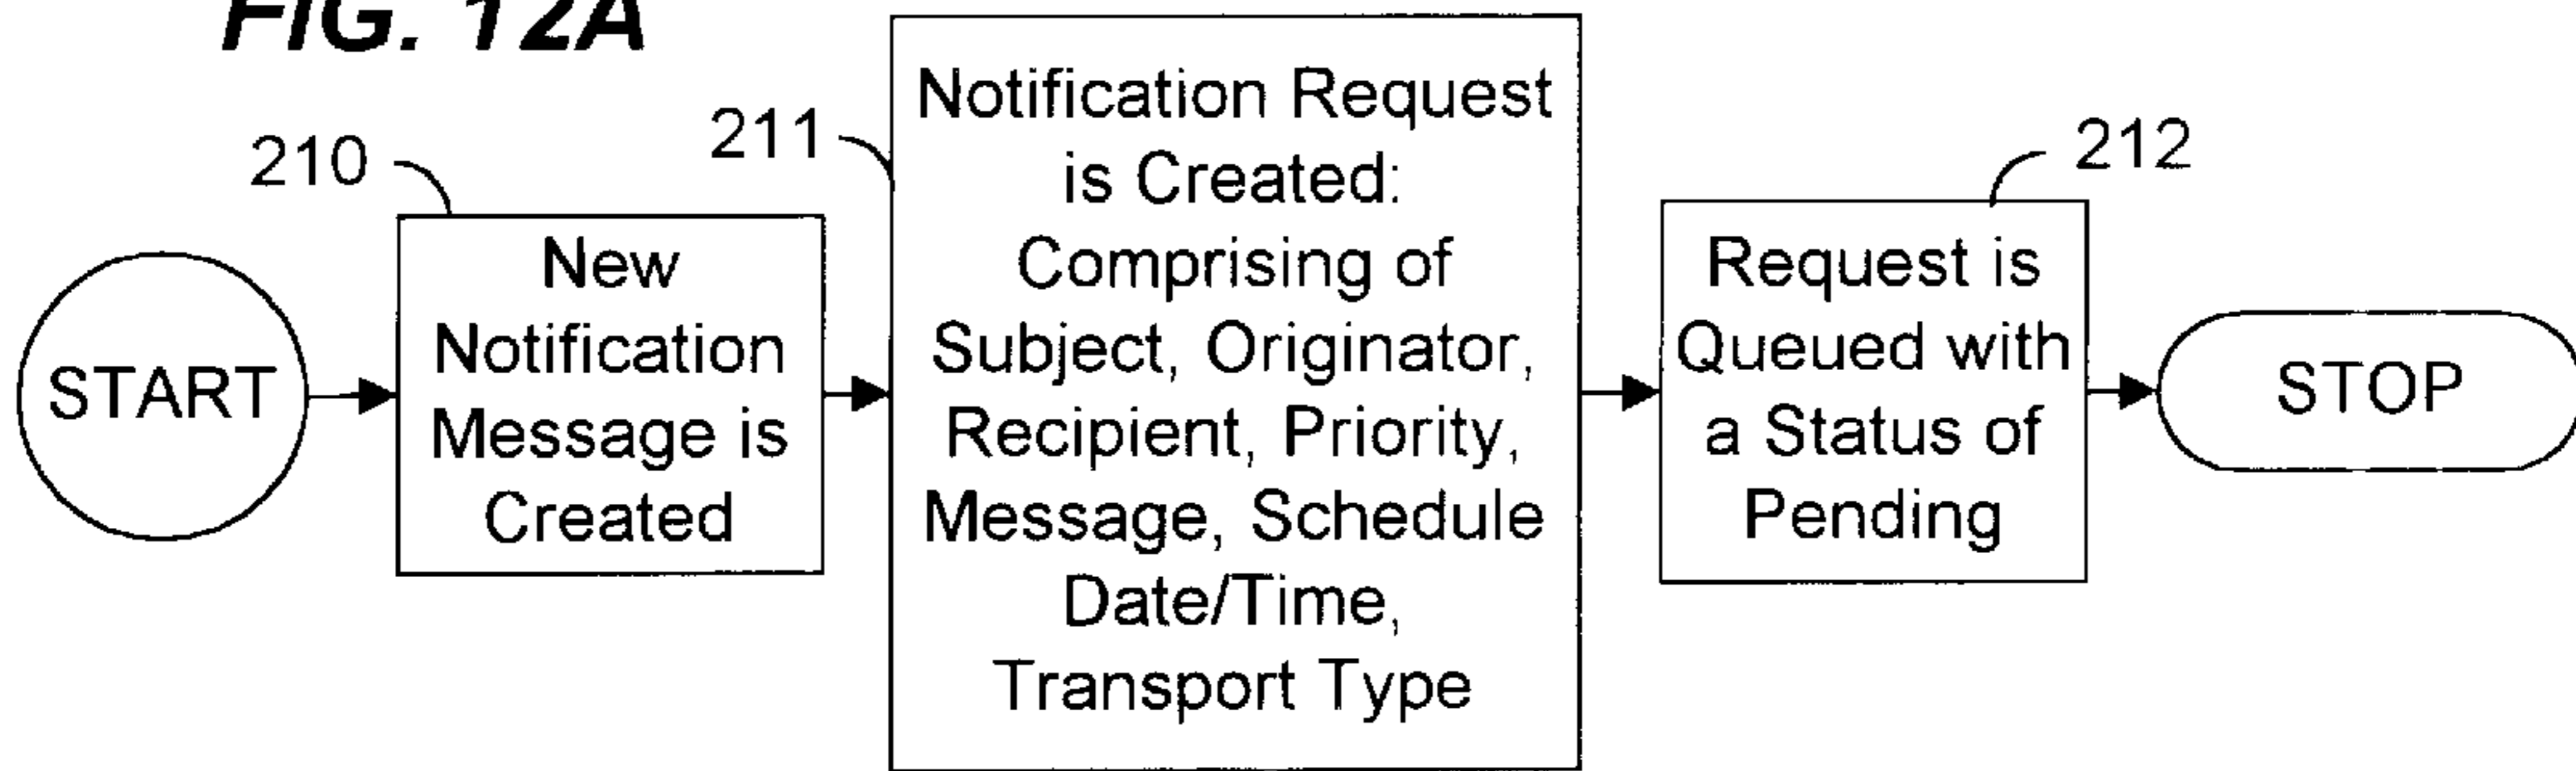 FIG. 12A
210
211
212
START
New
Notification
Message is
Created
Notification Request
is Created:
Comprising of
Subject, Originator,
Recipient, Priority,
Message, Schedule
Date/Time,
Transport Type
Request is
Queued with
a Status of
Pending
STOP